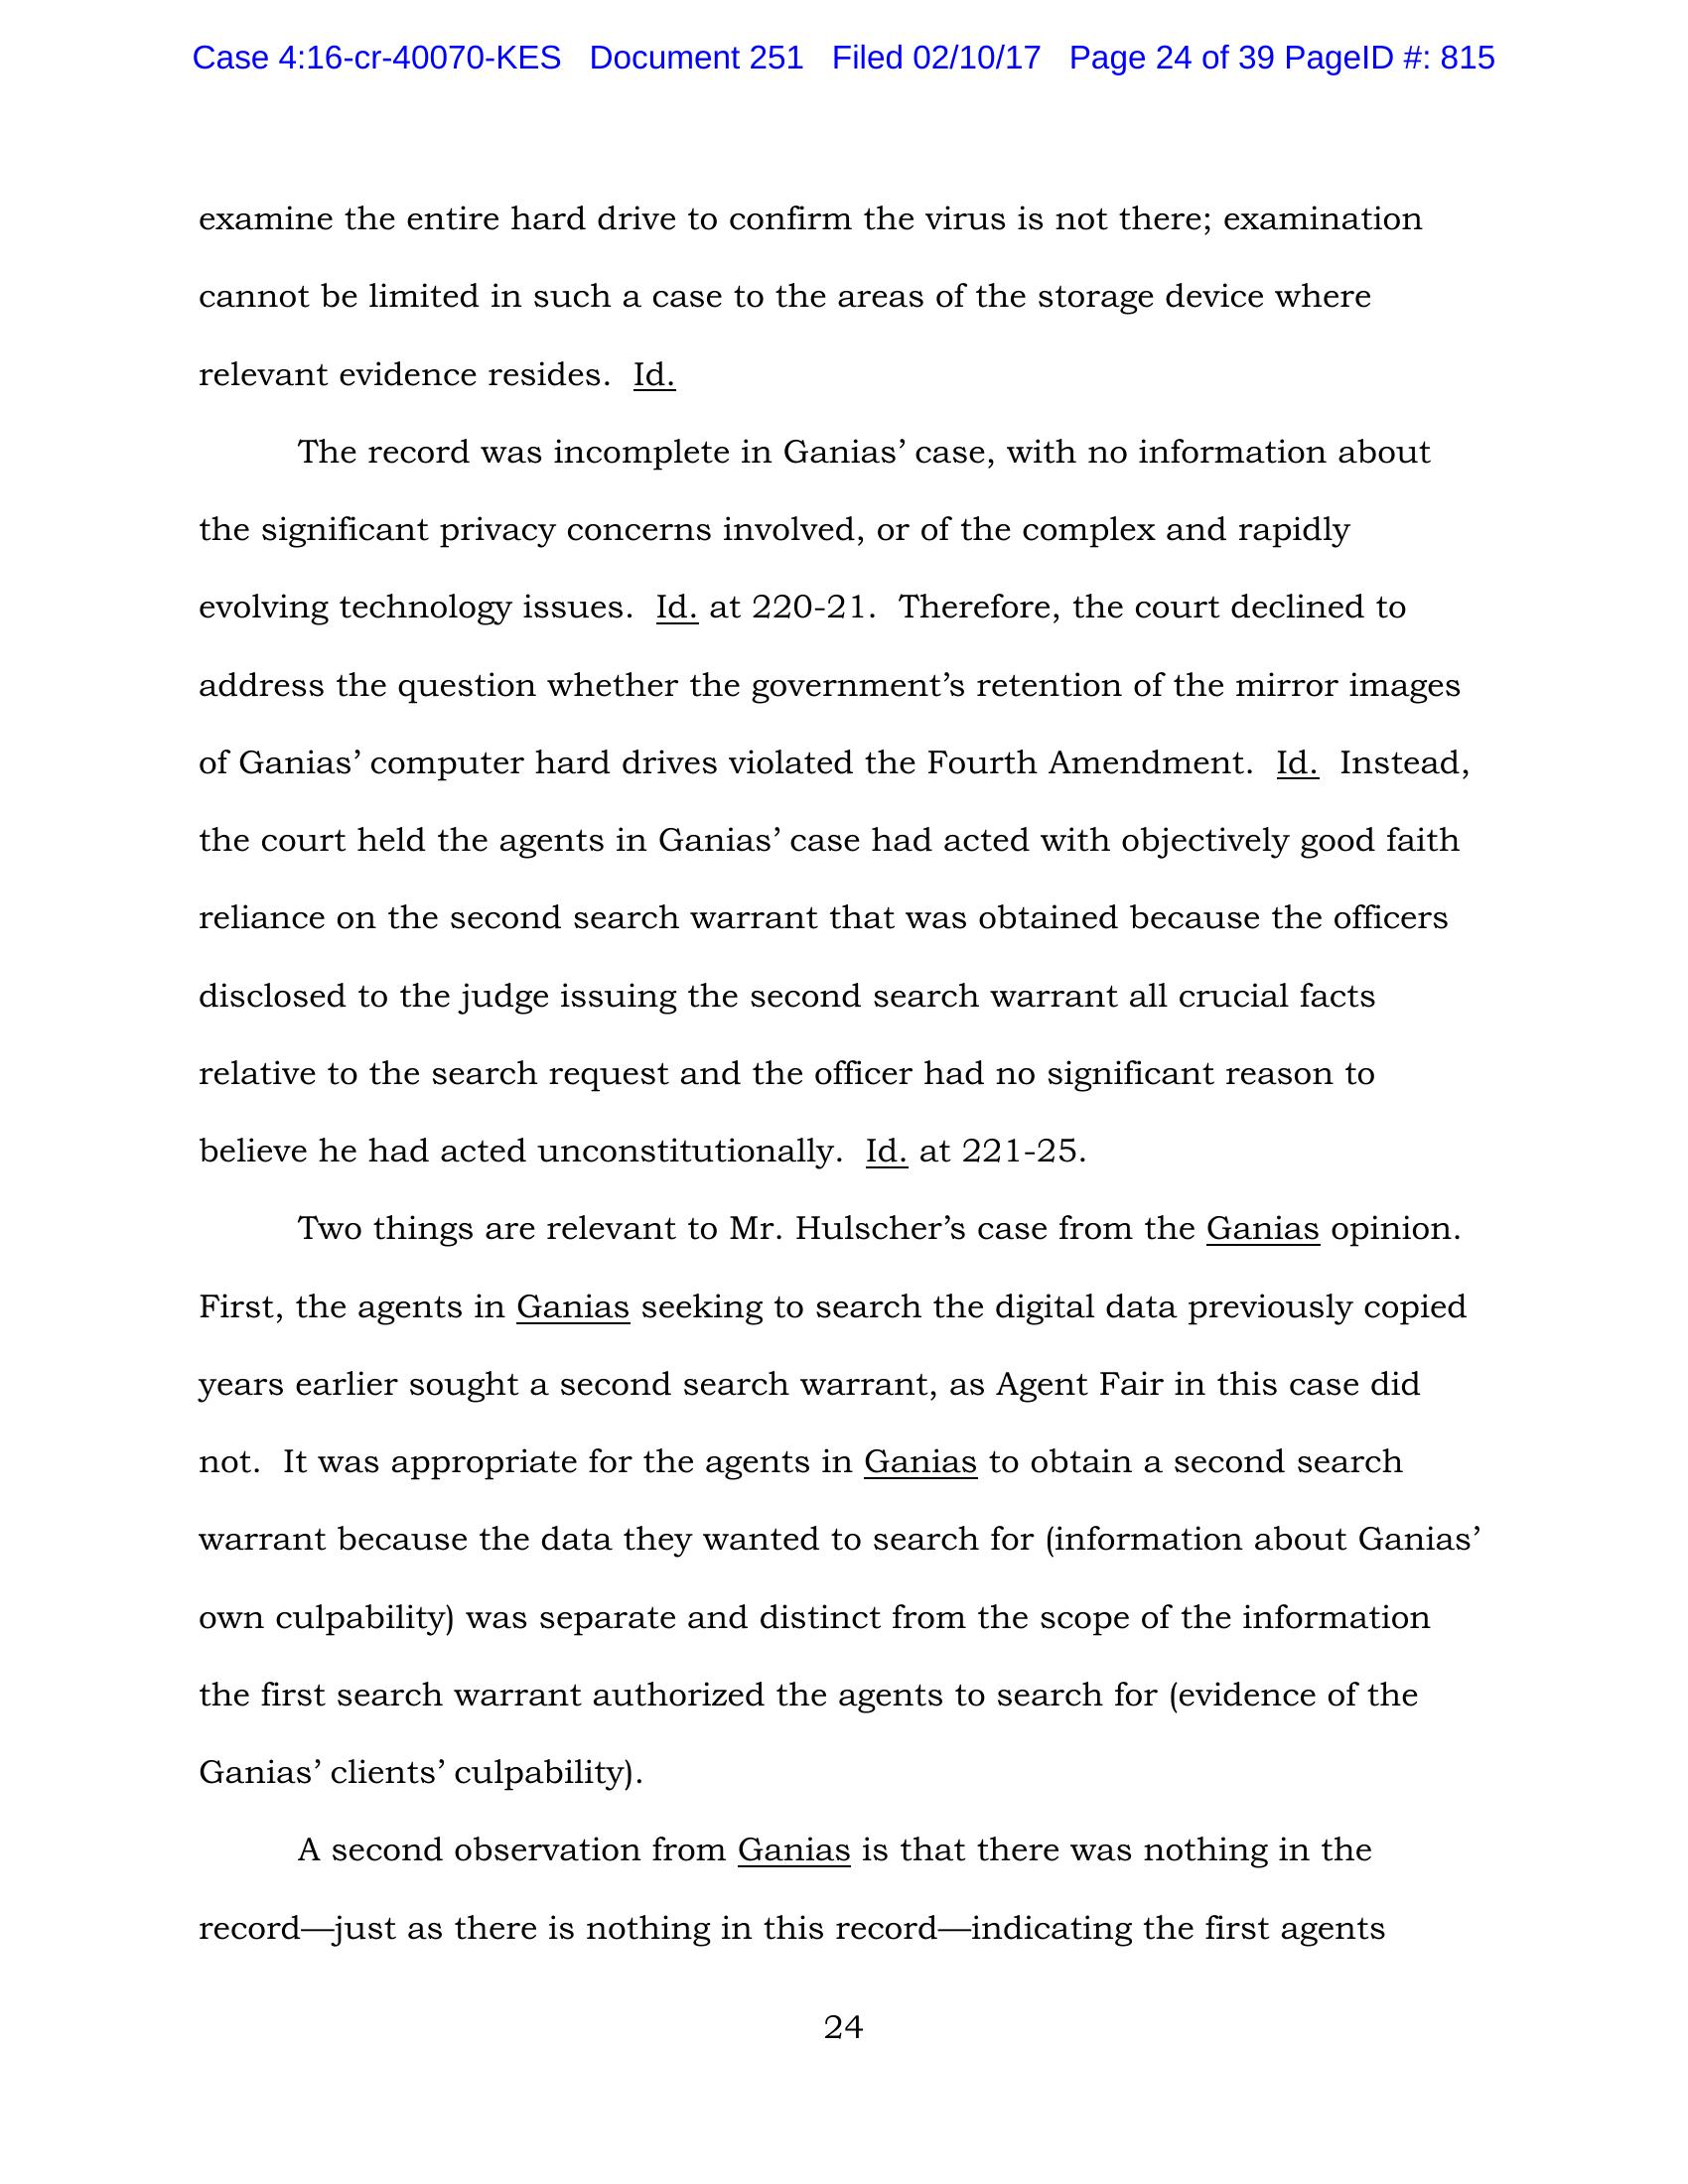 Case 4:16-cr-40070-KES Document 251 Filed 02/10/17 Page 24 of 39 PageID #: 815
examine the entire hard drive to confirm the virus is not there; examination
cannot be limited in such a case to the areas of the storage device where
relevant evidence resides. Id.
The record was incomplete in Ganias’ case, with no information about
the significant privacy concerns involved, or of the complex and rapidly
evolving technology issues. Id. at 220-21. Therefore, the court declined to
address the question whether the government’s retention of the mirror images
of Ganias’ computer hard drives violated the Fourth Amendment. Id. Instead,
the court held the agents in Ganias’ case had acted with objectively good faith
reliance on the second search warrant that was obtained because the officers
disclosed to the judge issuing the second search warrant all crucial facts
relative to the search request and the officer had no significant reason to
believe he had acted unconstitutionally. Id. at 221-25.
Two things are relevant to Mr. Hulscher’s case from the Ganias opinion.
First, the agents in Ganias seeking to search the digital data previously copied
years earlier sought a second search warrant, as Agent Fair in this case did
not. It was appropriate for the agents in Ganias to obtain a second search
warrant because the data they wanted to search for (information about Ganias’
own culpability) was separate and distinct from the scope of the information
the first search warrant authorized the agents to search for (evidence of the
Ganias’ clients’ culpability).
A second observation from Ganias is that there was nothing in the
record—just as there is nothing in this record—indicating the first agents
24